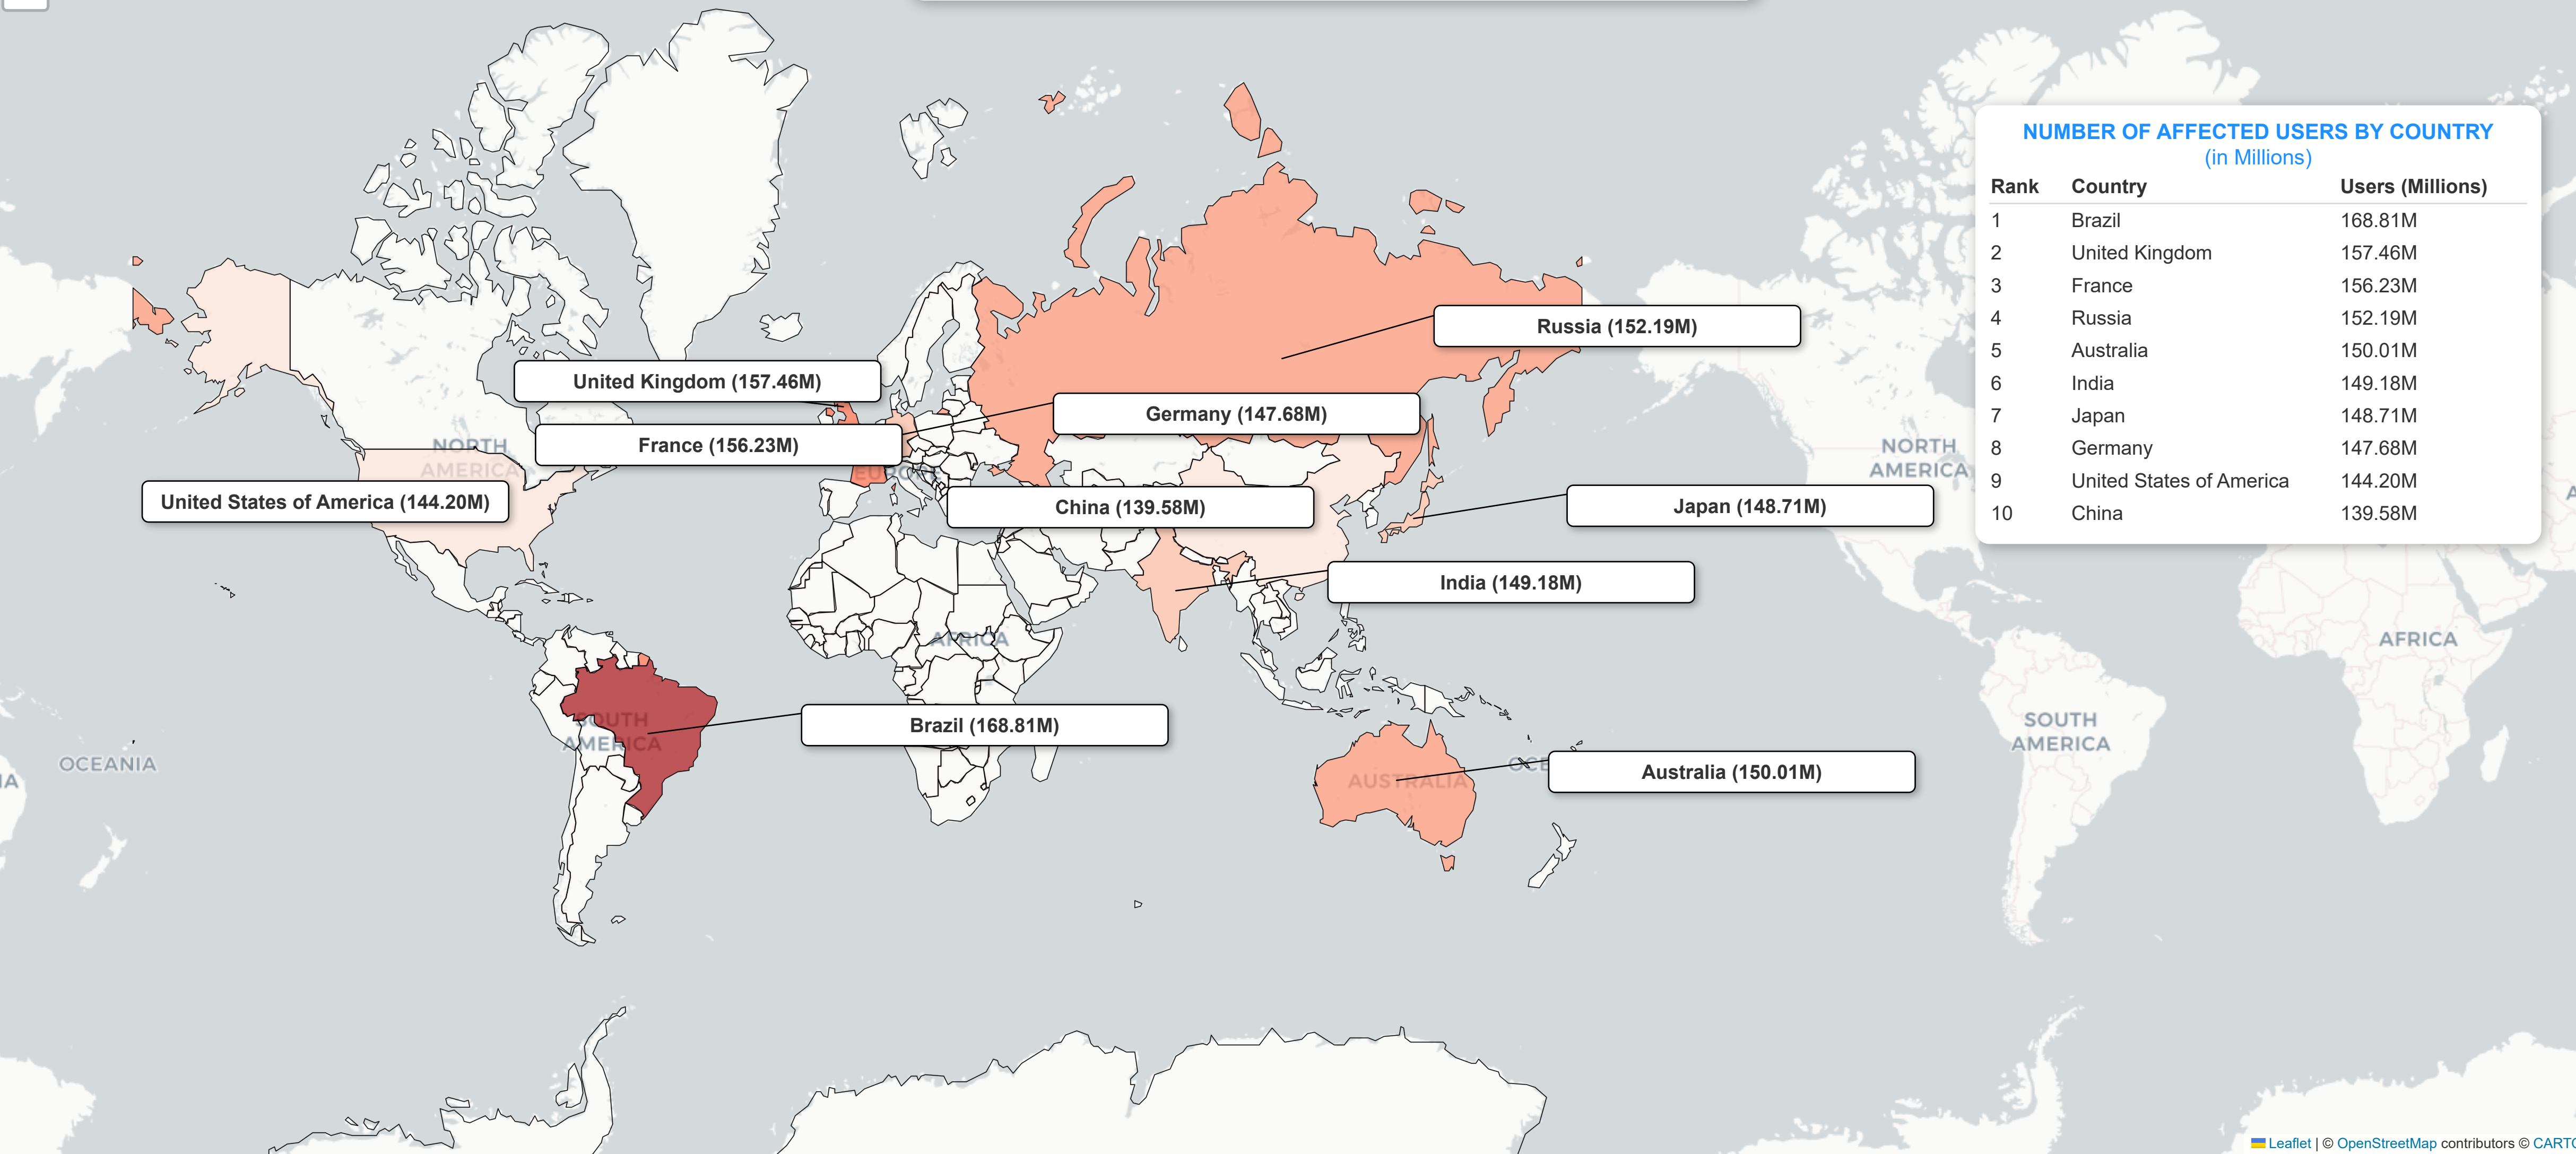 NUMBER OF AFFECTED USERS BY COUNTRY
(in Millions)
Rank Country Users (Millions)
1 Brazil 168.81M
2 United Kingdom 157.46M
3 France 156.23M
4 Russia 152.19M
5 Australia 150.01M
6 India 149.18M
7 Japan 148.71M
8 Germany 147.68M
9 United States of America 144.20M
10 China 139.58M
Russia (152.19M)
United Kingdom (157.46M)
Germany (147.68M)
France (156.23M)
NORTH
AMERICA
EUROPE
United States of America (144.20M)
China (139.58M)
Japan (148.71M)
India (149.18M)
AFRICA
Brazil (168.81M)
SOUTH
AMERICA
OCEANIA
Australia (150.01M)
AUSTRALIA
NORTH
AMERICA
AFRICA
SOUTH
AMERICA
Leaflet | © OpenStreetMap contributors ©